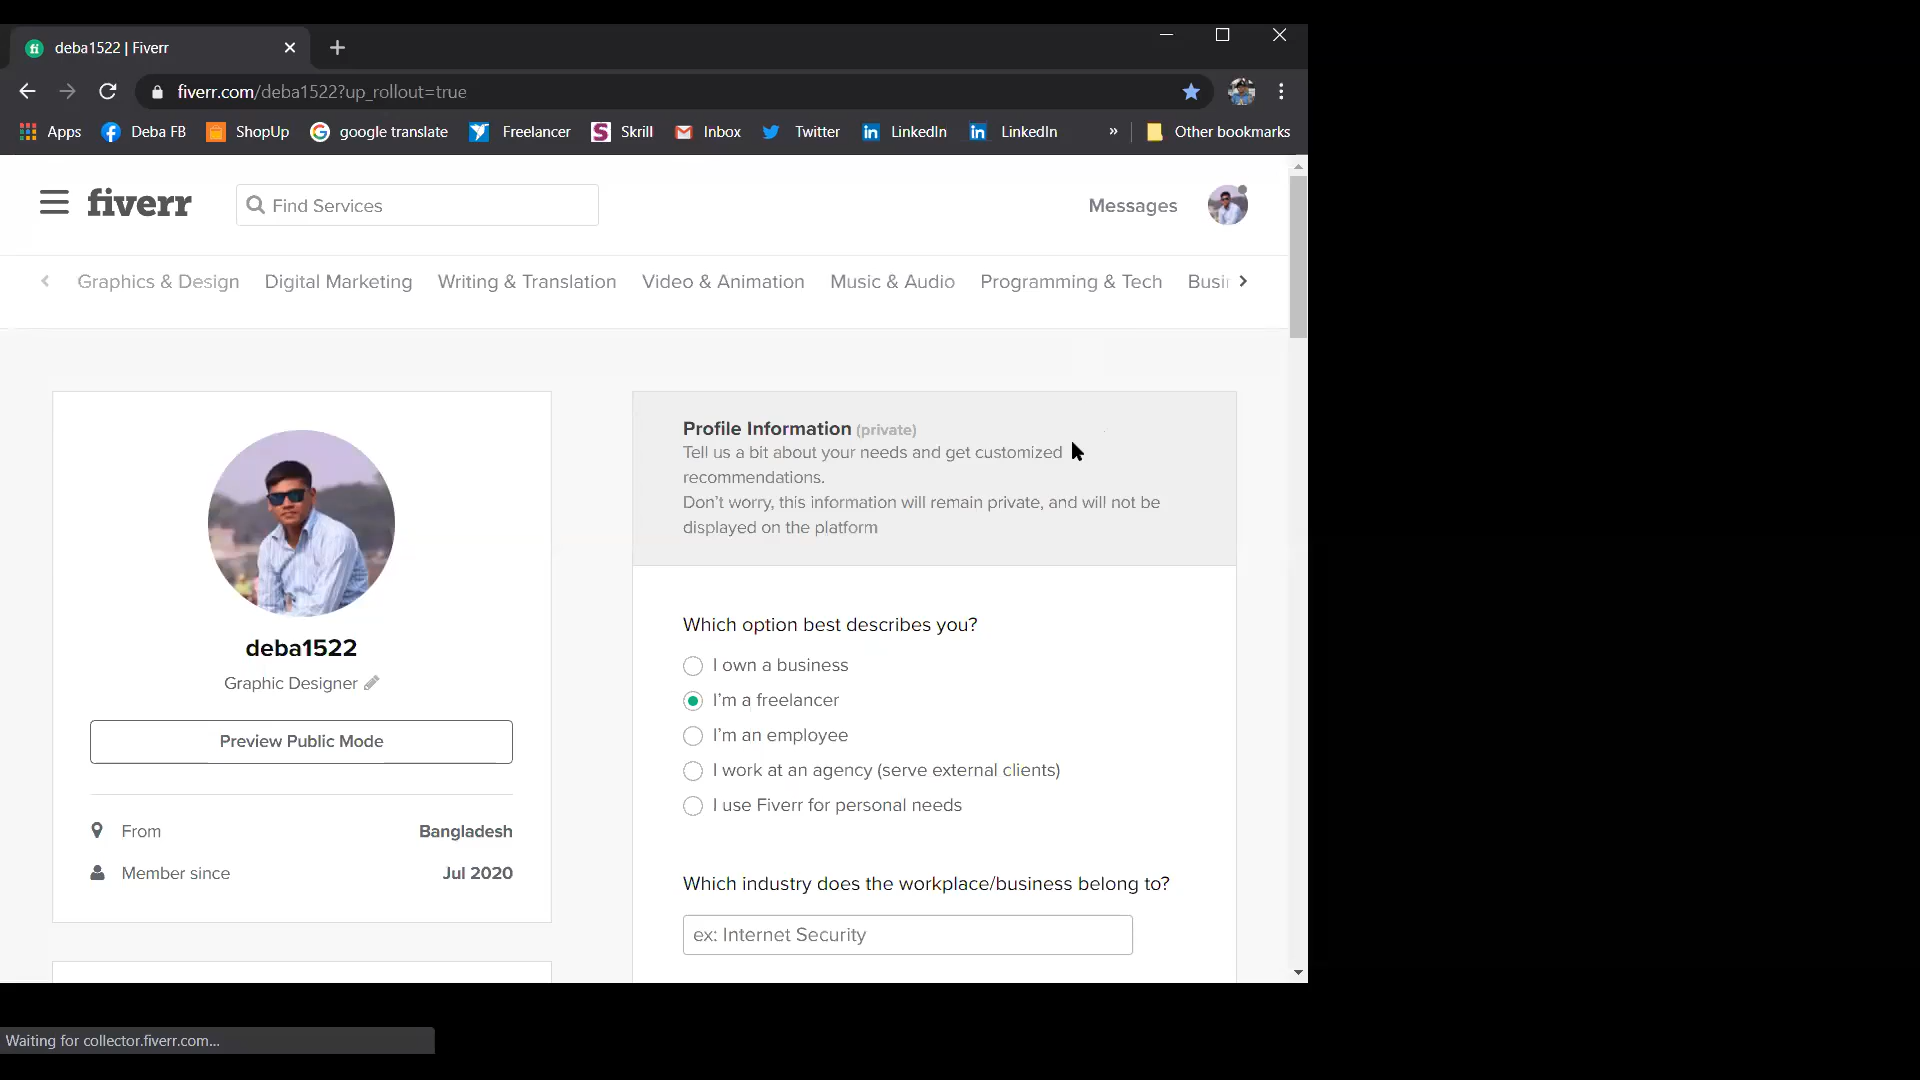 deba1522 | Fiverr
fiverr.com/deba1522?up_rollout=true
Apps Deba FB ShopUp google translate Freelancer Skrill Inbox Twitter LinkedIn LinkedIn » Other bookmarks
fiverr Find Services Messages
Graphics & Design Digital Marketing Writing & Translation Video & Animation Music & Audio Programming & Tech Busin
deba1522
Graphic Designer
Preview Public Mode
From Bangladesh
Member since Jul 2020
Profile Information (private)
Tell us a bit about your needs and get customized
recommendations.
Don't worry, this information will remain private, and will not be
displayed on the platform
Which option best describes you?
I own a business
I'm a freelancer
I'm an employee
I work at an agency (serve external clients)
I use Fiverr for personal needs
Which industry does the workplace/business belong to?
ex: Internet Security
Waiting for collector.fiverr.com...